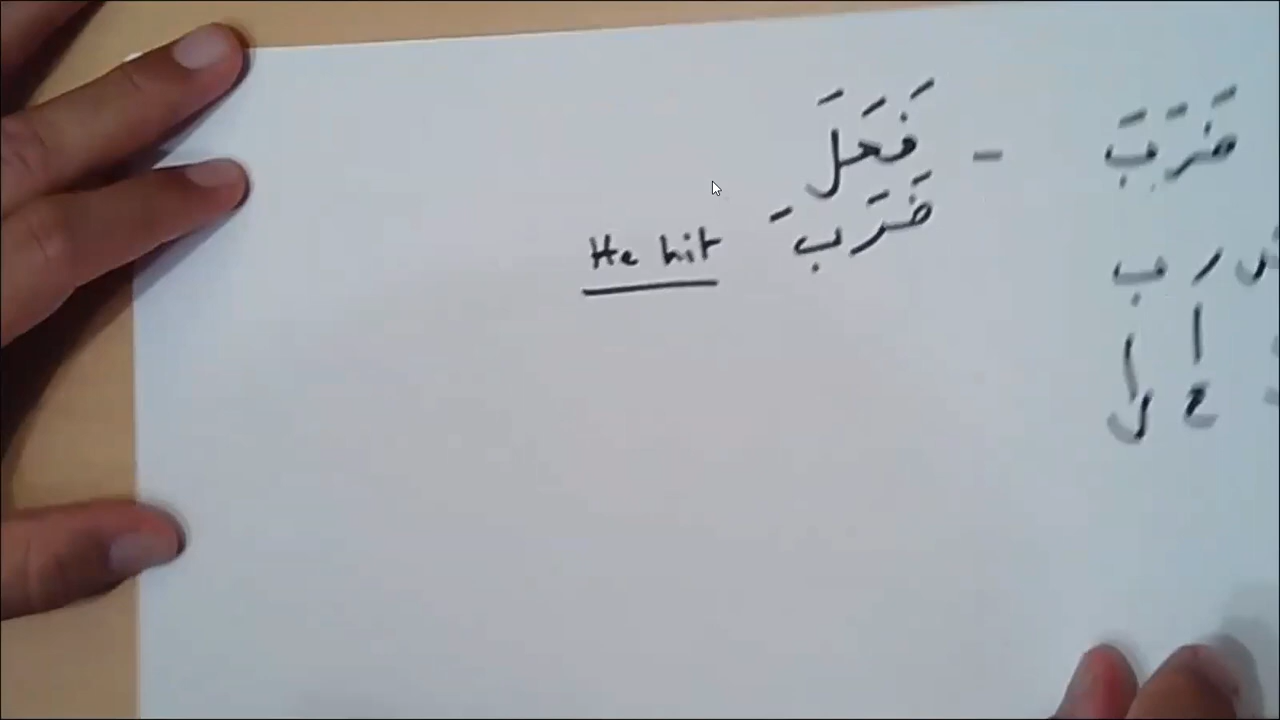 ضَرَبَ - فَعَلَ
ضَرَبَ He hit
ض ر ب
ع ل